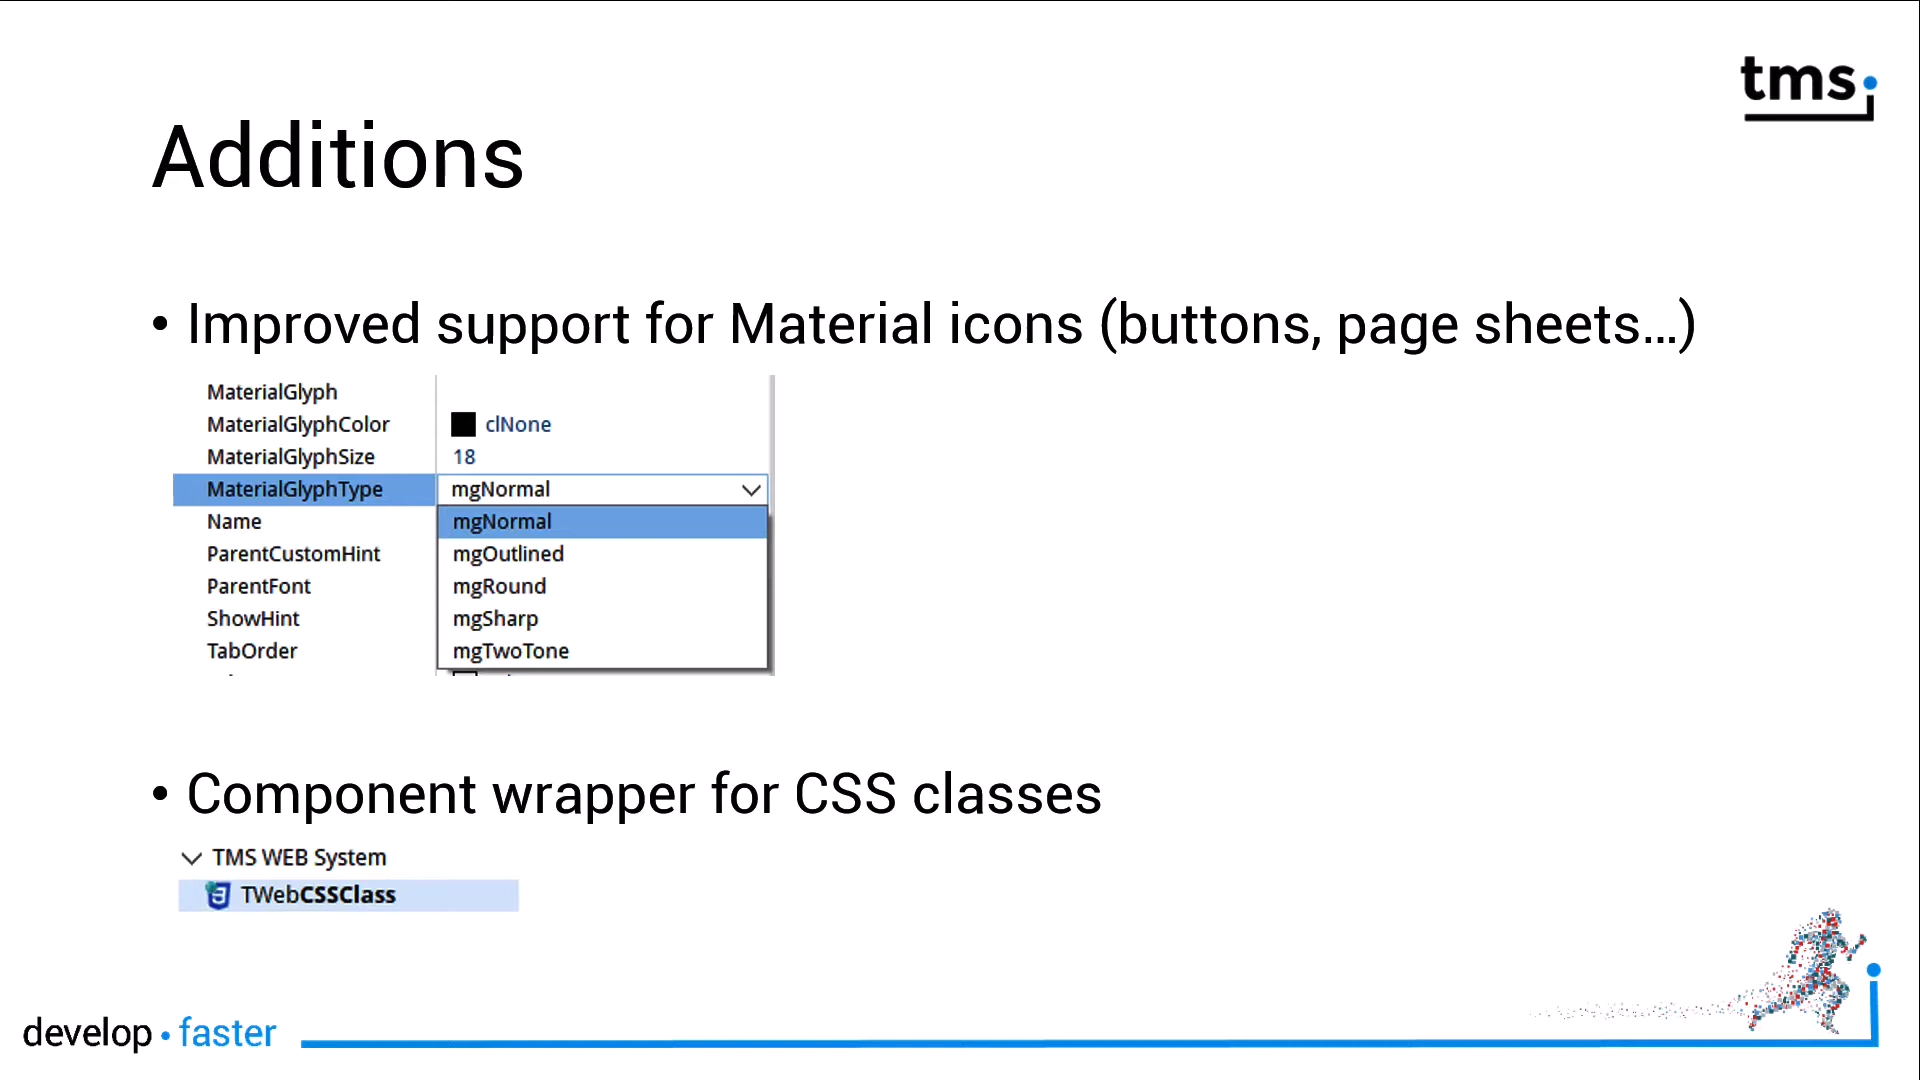 tms
Additions
• Improved support for Material icons (buttons, page sheets...)
MaterialGlyph
MaterialGlyphColor clNone
MaterialGlyphSize 18
MaterialGlyphType mgNormal
Name mgNormal
ParentCustomHint mgOutlined
ParentFont mgRound
ShowHint mgSharp
TabOrder mgTwoTone
• Component wrapper for CSS classes
TMS WEB System
TWebCSSClass
develop • faster